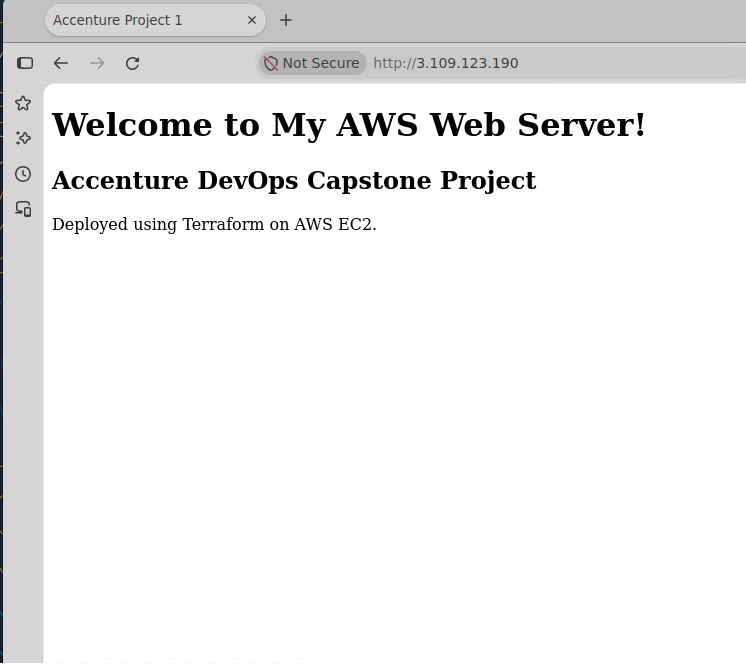 Accenture Project 1
Not Secure http://3.109.123.190
Welcome to My AWS Web Server!
Accenture DevOps Capstone Project
Deployed using Terraform on AWS EC2.